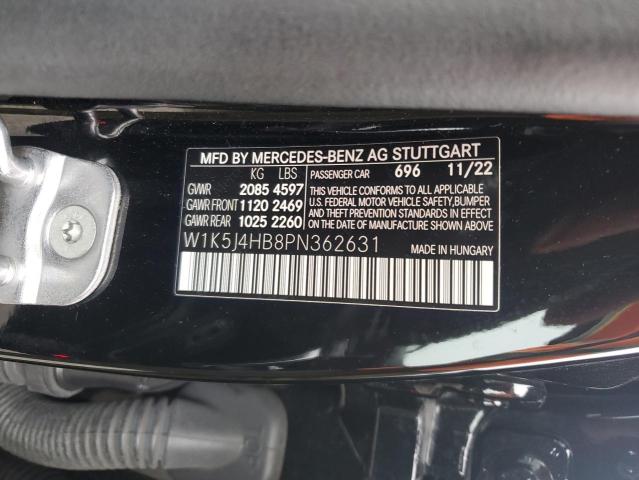 MFD BY MERCEDES-BENZ AG STUTTGART
KG LBS PASSENGER CAR 696 11/22
GVWR 2085 4597
GAWR FRONT 1120 2469
GAWR REAR 1025 2260
THIS VEHICLE CONFORMS TO ALL APPLICABLE
U.S. FEDERAL MOTOR VEHICLE SAFETY,BUMPER
AND THEFT PREVENTION STANDARDS IN EFFECT
ON DATE OF MANUFACTURE SHOWN ABOVE.
W1K5J4HB8PN362631 MADE IN HUNGARY